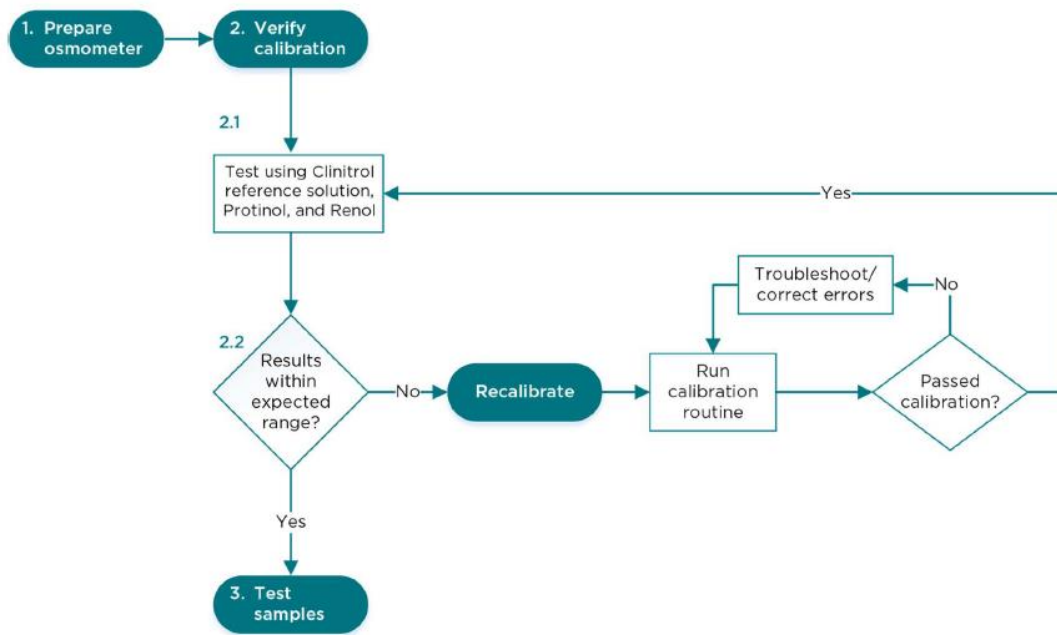 1. Prepare
osmometer
2. Verify
calibration
2.1
Test using Clinitrol
reference solution,
Protinol, and Renol
Yes
Troubleshoot/
correct errors
No
2.2
Results
within
expected
range?
No
Recalibrate
Run
calibration
routine
Passed
calibration?
Yes
3. Test
samples